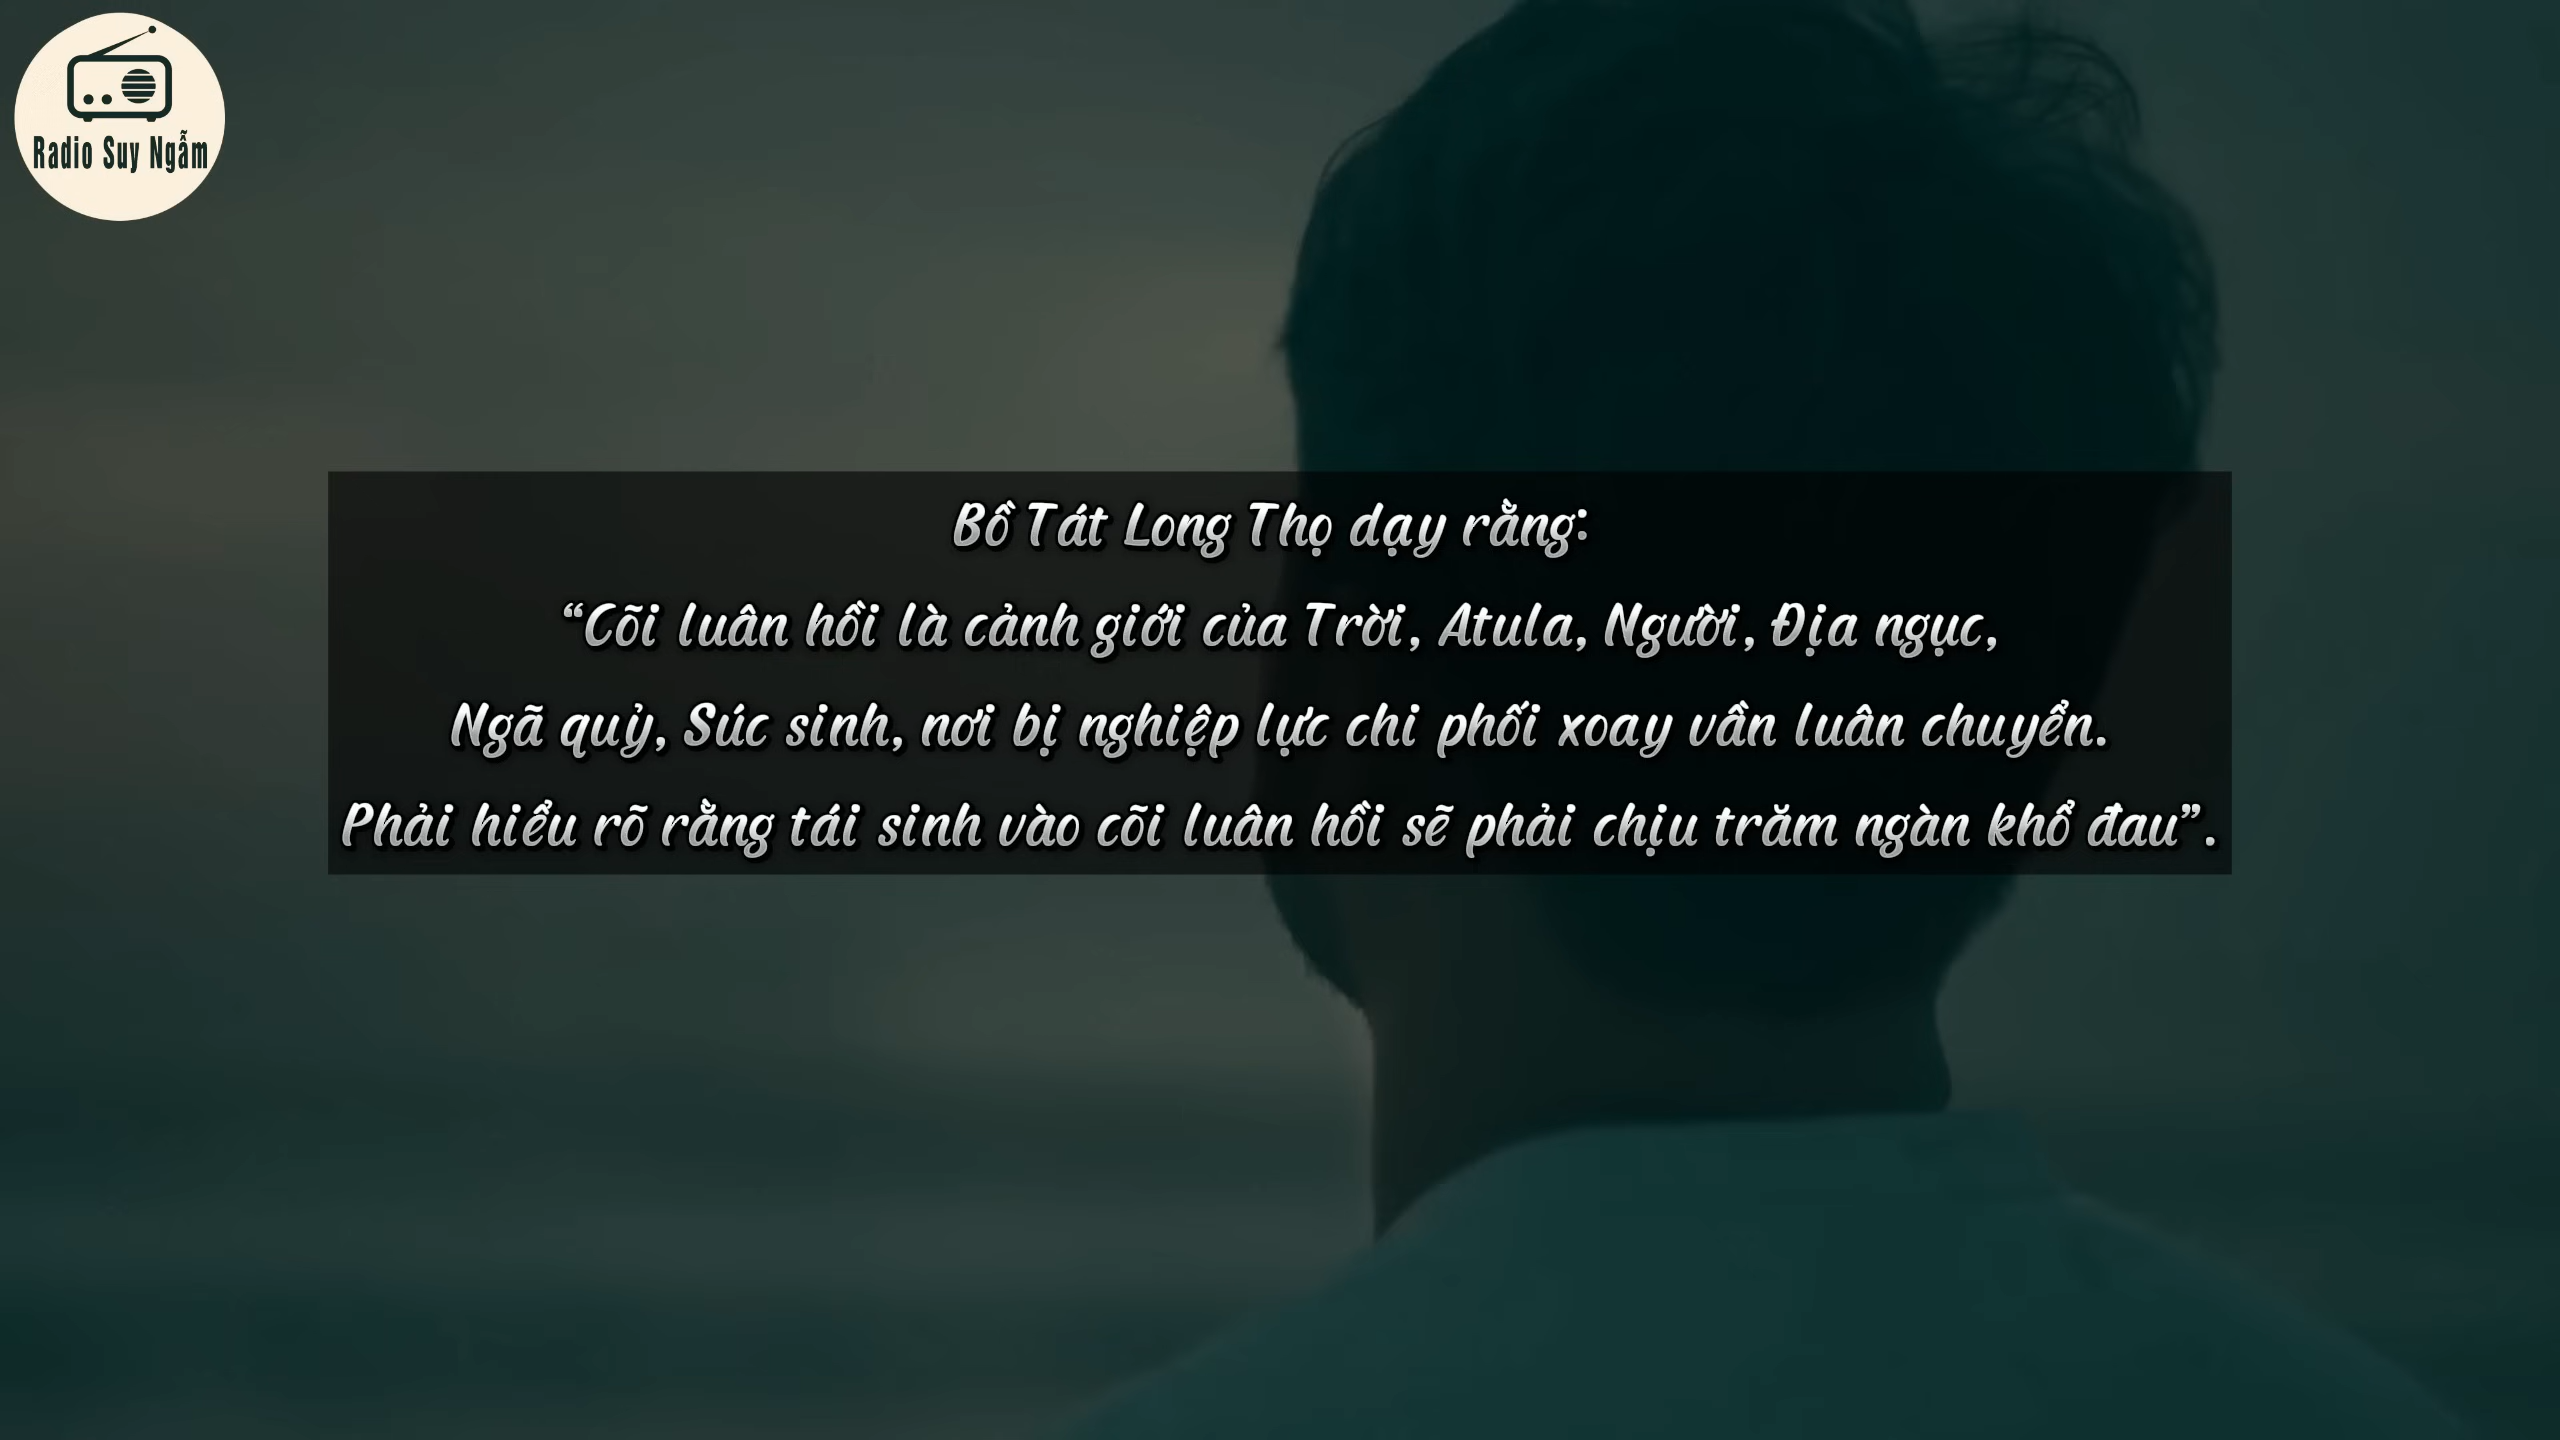 Radio Suy Ngẫm
Bồ Tát Long Thọ dạy rằng:
“Cõi luân hồi là cảnh giới của Trời, Atula, Người, Địa ngục,
Ngã quỷ, Súc sinh, nơi bị nghiệp lực chi phối xoay vần luân chuyển.
Phải hiểu rõ rằng tái sinh vào cõi luân hồi sẽ phải chịu trăm ngàn khổ đau”.